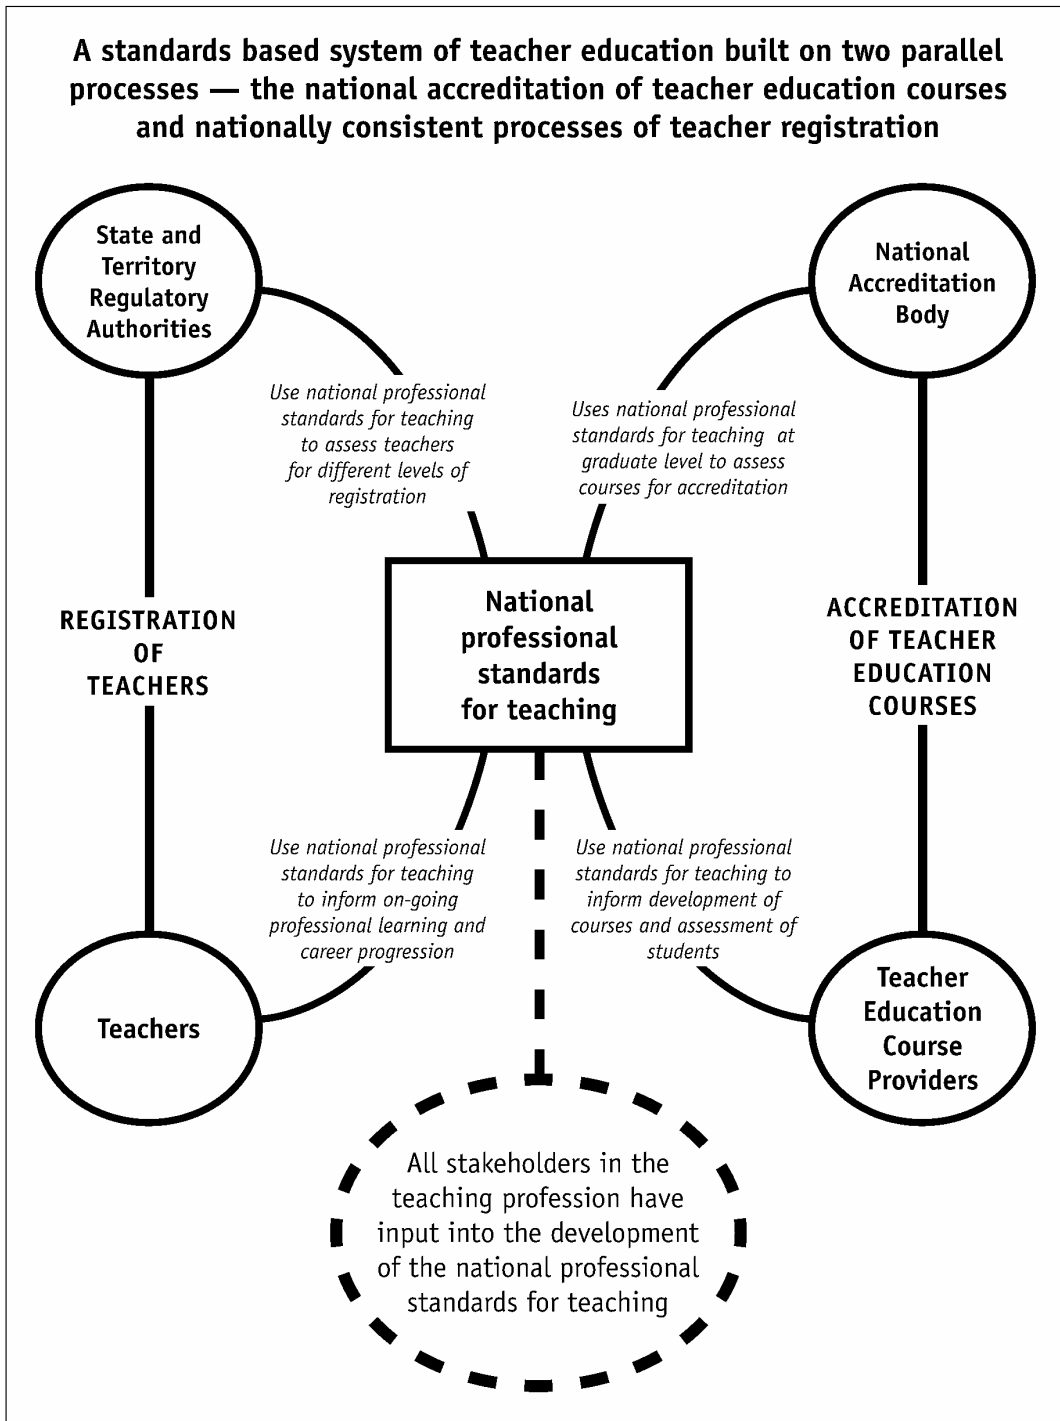 A standards based system of teacher education built on two parallel
processes — the national accreditation of teacher education courses
and nationally consistent processes of teacher registration
State and
Territory
Regulatory
Authorities
National
Accreditation
Body
Use national professional
standards for teaching
to assess teachers
for different levels of
registration
Uses national professional
standards for teaching at
graduate level to assess
courses for accreditation
REGISTRATION
OF
TEACHERS
National
professional
standards
for teaching
ACCREDITATION
OF TEACHER
EDUCATION
COURSES
Use national professional
standards for teaching
to inform on-going
professional learning and
career progression
Use national professional
standards for teaching to
inform development of
courses and assessment of
students
Teachers
Teacher
Education
Course
Providers
All stakeholders in the
teaching profession have
input into the development
of the national professional
standards for teaching